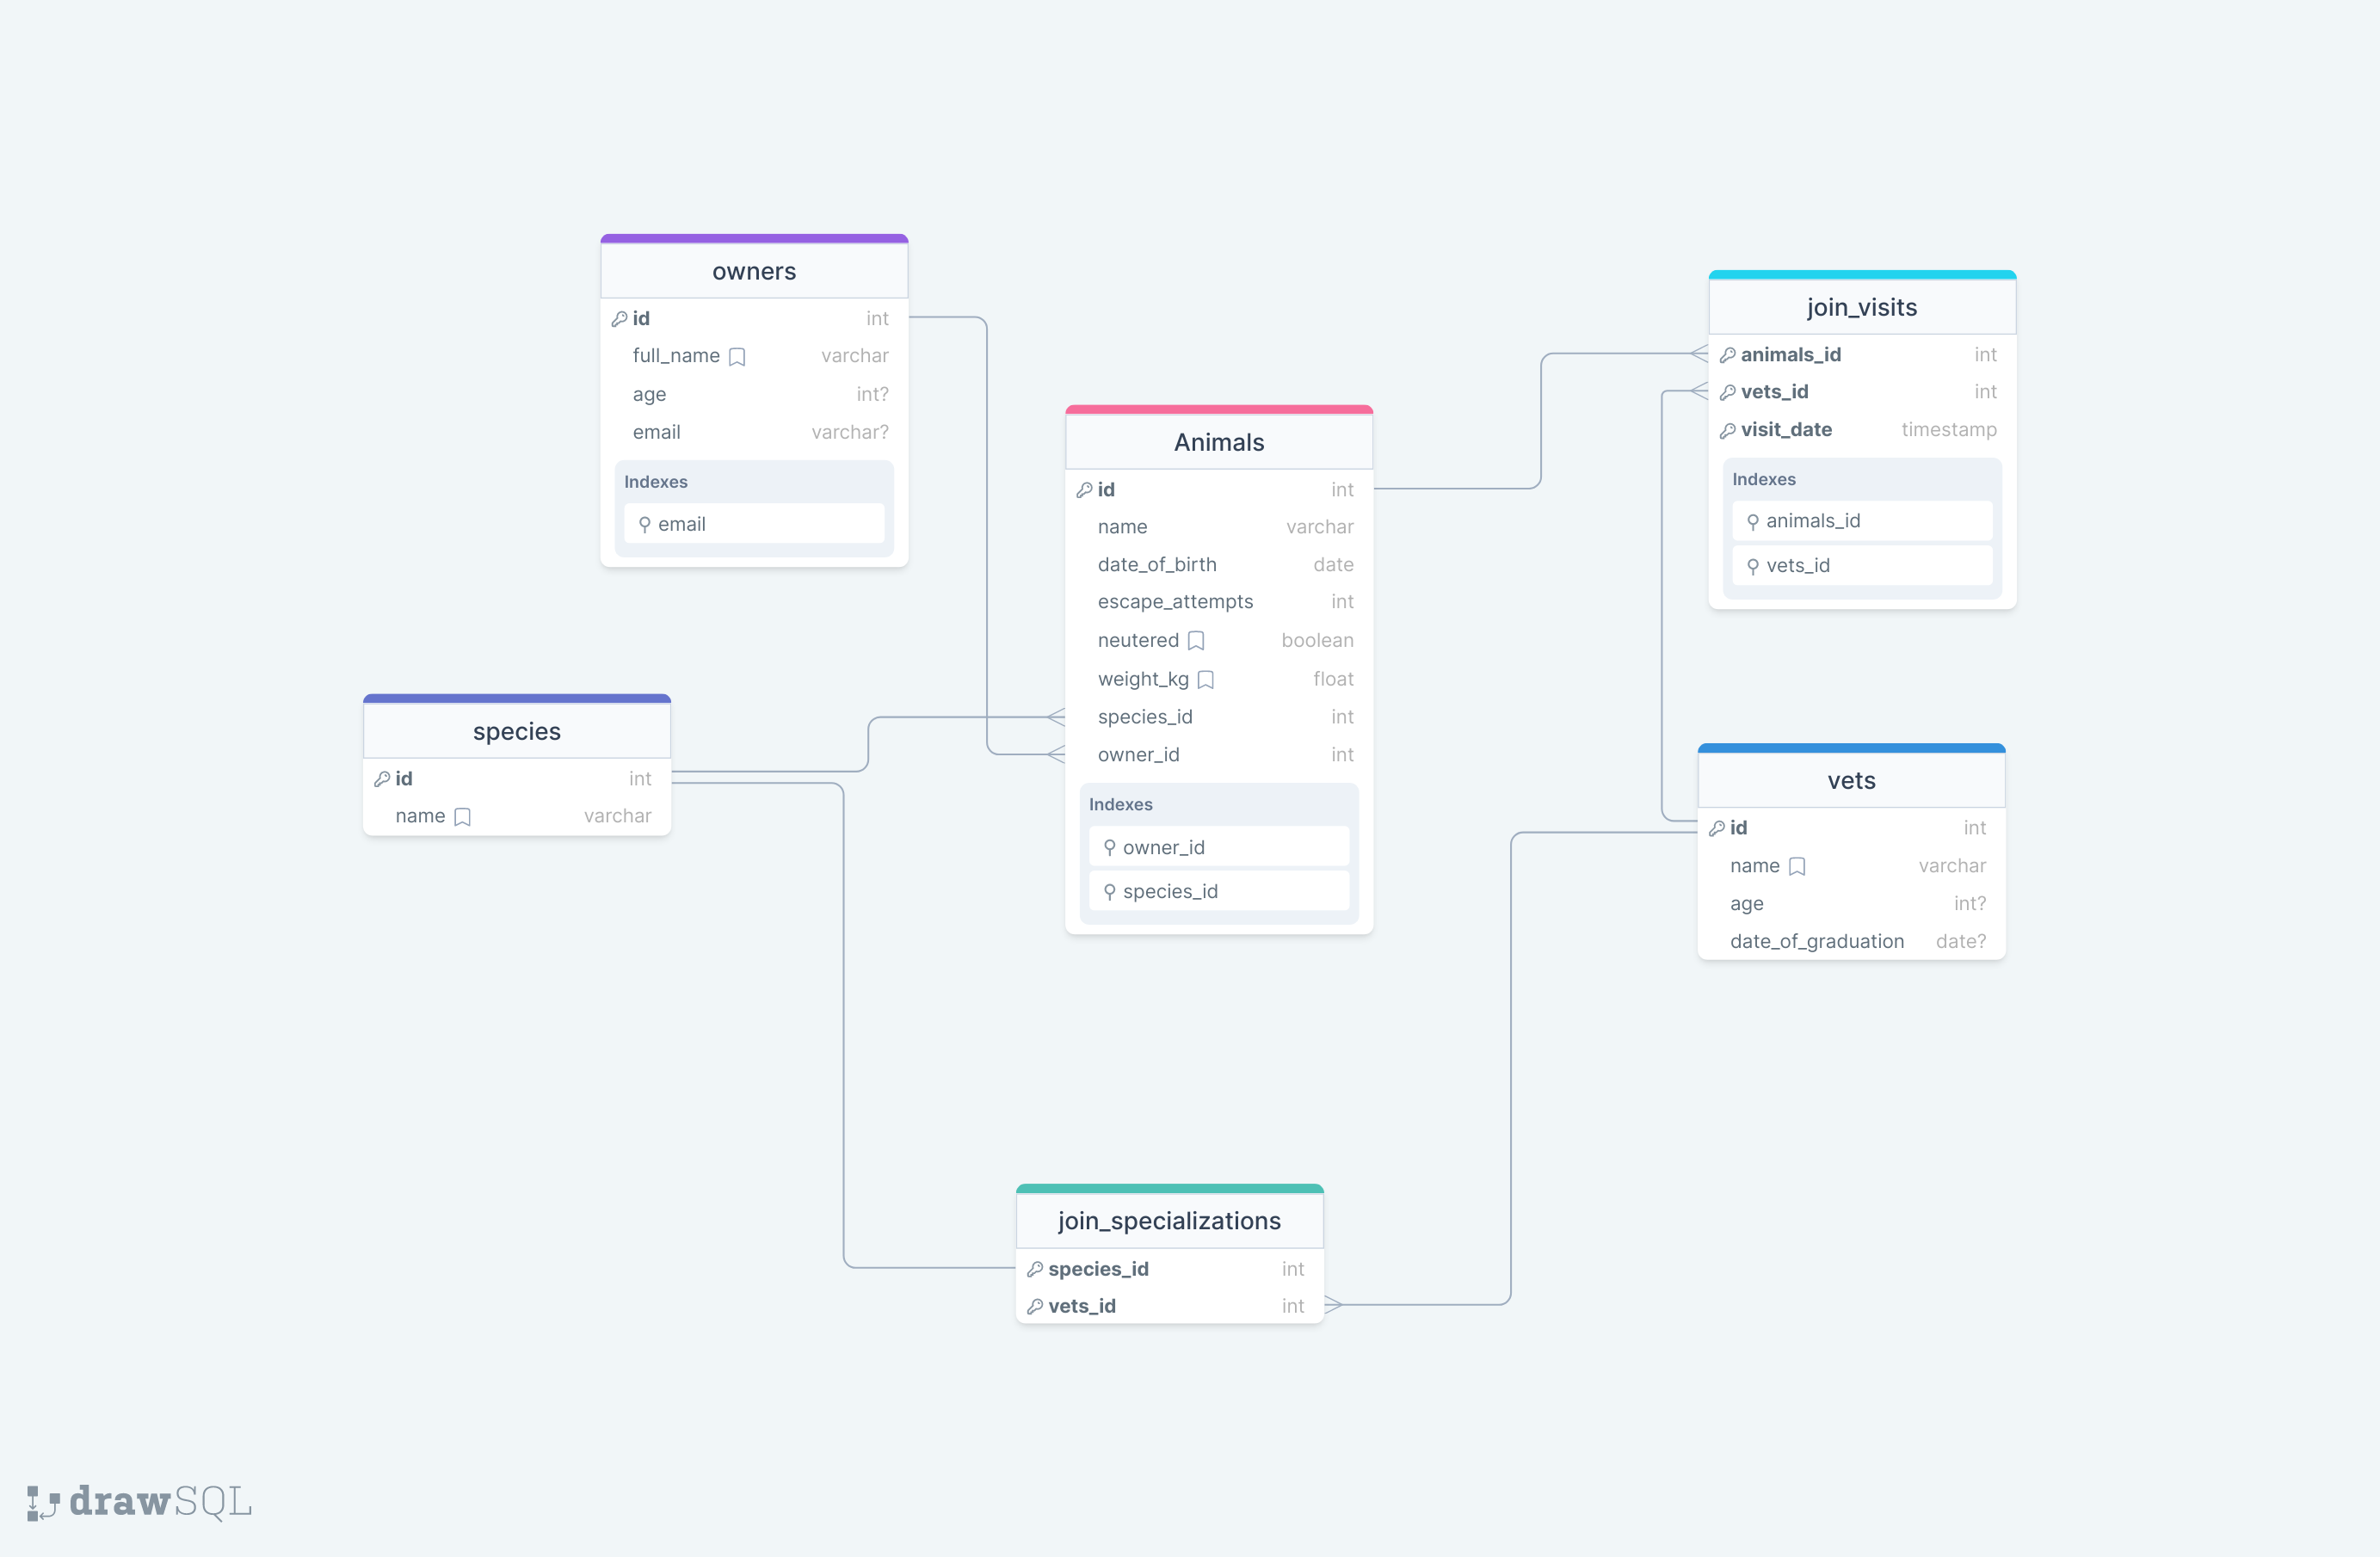 owners
id int
full_name varchar
age int?
email varchar?
Indexes
email
join_visits
animals_id int
vets_id int
visit_date timestamp
Indexes
animals_id
vets_id
Animals
id int
name varchar
date_of_birth date
escape_attempts int
neutered boolean
weight_kg float
species_id int
owner_id int
Indexes
owner_id
species_id
species
id int
name varchar
vets
id int
name varchar
age int?
date_of_graduation date?
join_specializations
species_id int
vets_id int
drawSQL